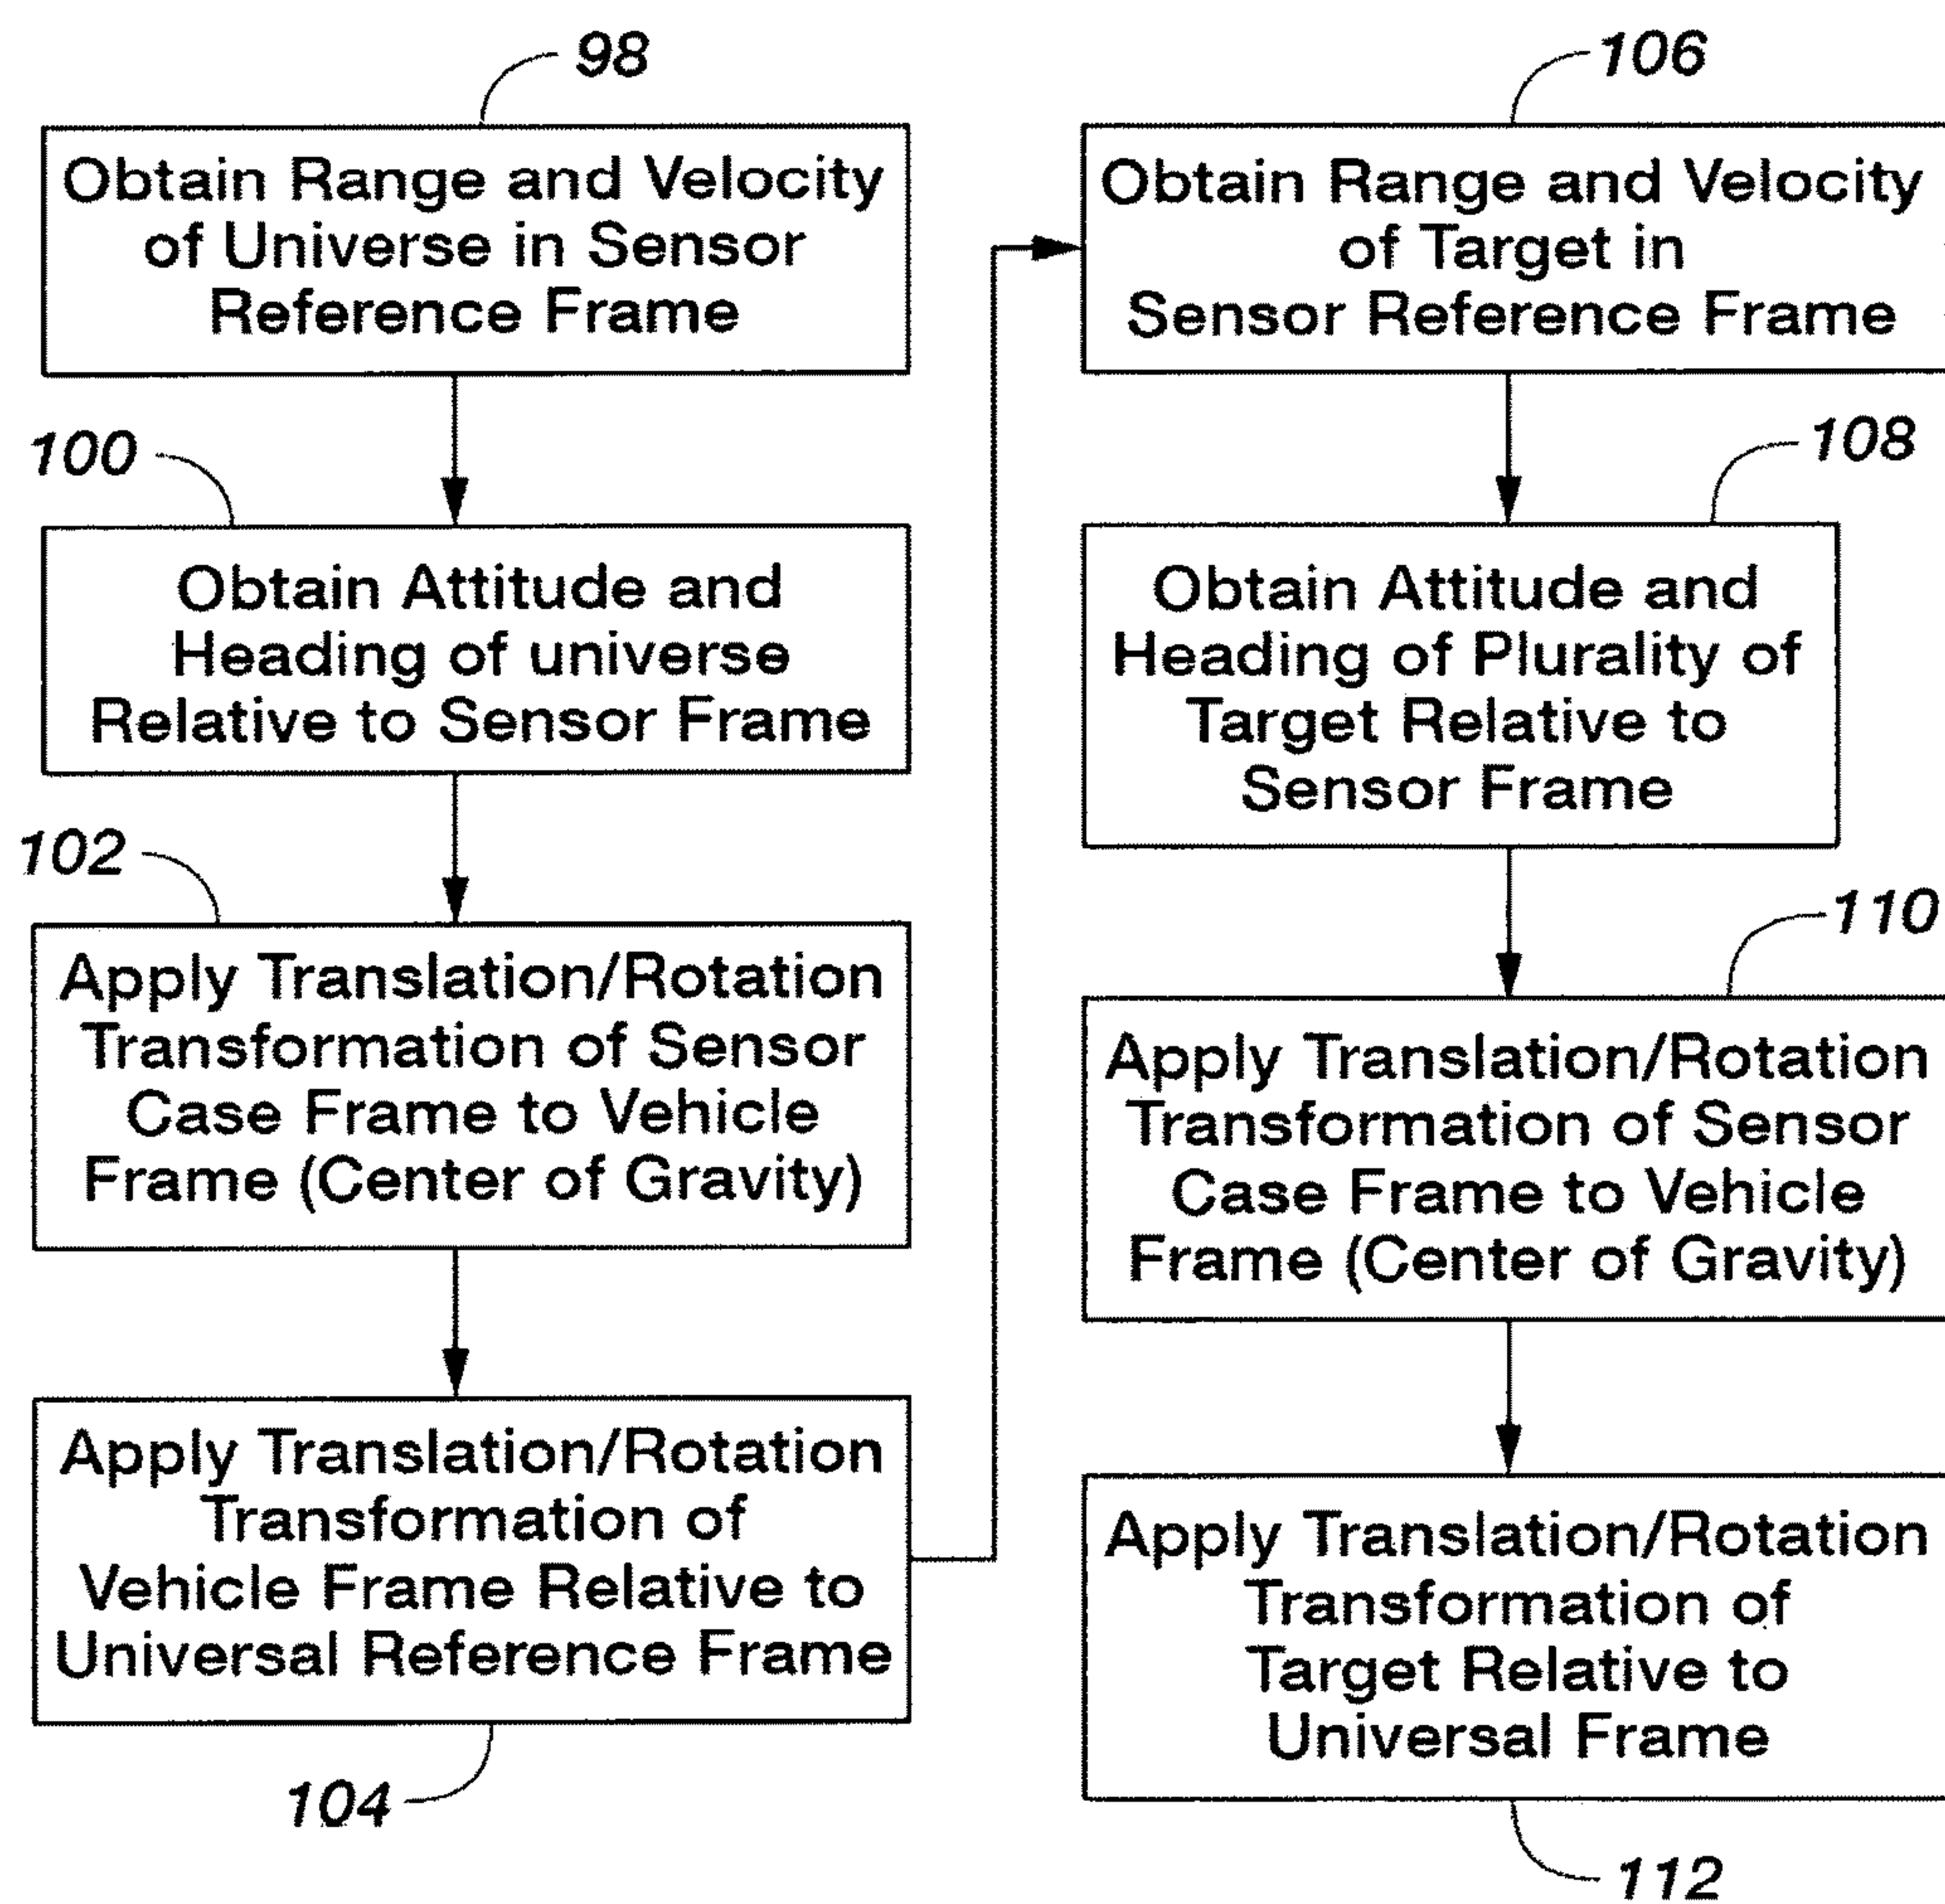 98
Obtain Range and Velocity
of Universe in Sensor
Reference Frame
100
Obtain Attitude and
Heading of universe
Relative to Sensor Frame
102
Apply Translation/Rotation
Transformation of Sensor
Case Frame to Vehicle
Frame (Center of Gravity)
Apply Translation/Rotation
Transformation of
Vehicle Frame Relative to
Universal Reference Frame
104
106
Obtain Range and Velocity
of Target in
Sensor Reference Frame
108
Obtain Attitude and
Heading of Plurality of
Target Relative to
Sensor Frame
110
Apply Translation/Rotation
Transformation of Sensor
Case Frame to Vehicle
Frame (Center of Gravity)
Apply Translation/Rotation
Transformation of
Target Relative to
Universal Frame
112